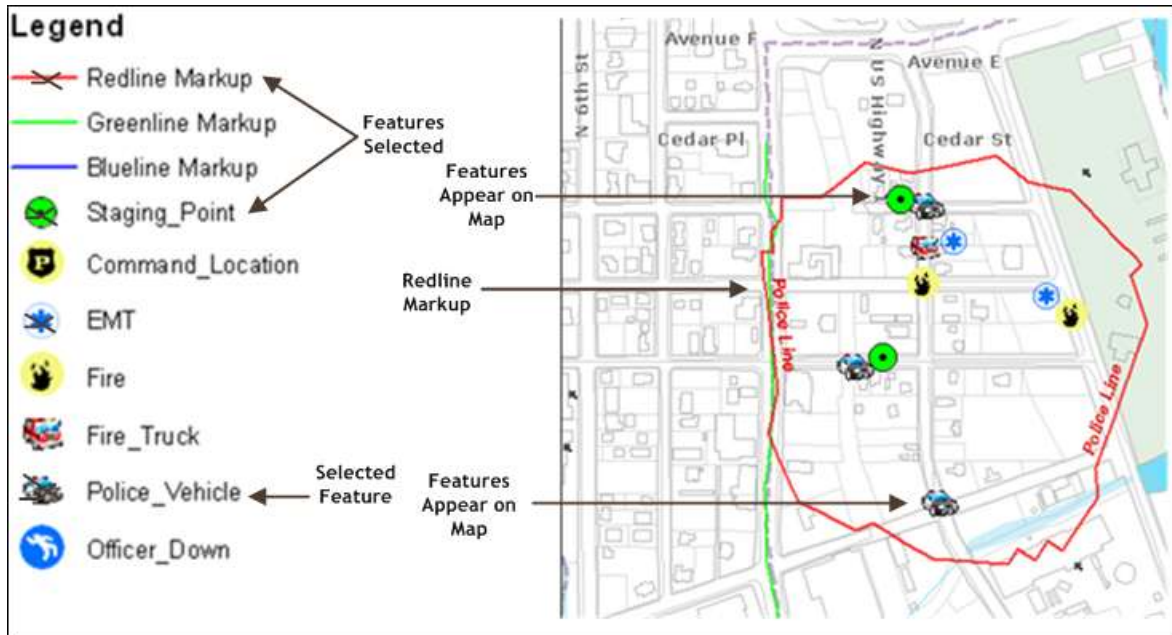 Legend
Redline Markup
Greenline Markup
Blueline Markup
Staging_Point
Command_Location
EMT
Fire
Fire_Truck
Police_Vehicle
Officer_Down
Features
Selected
Features
Appear on
Map
Redline
Markup
Selected
Feature
Features
Appear on
Map
Avenue F
N 6th St
N US Highway 1
Avenue E
Cedar Pl
Cedar St
Police Line
Police Line